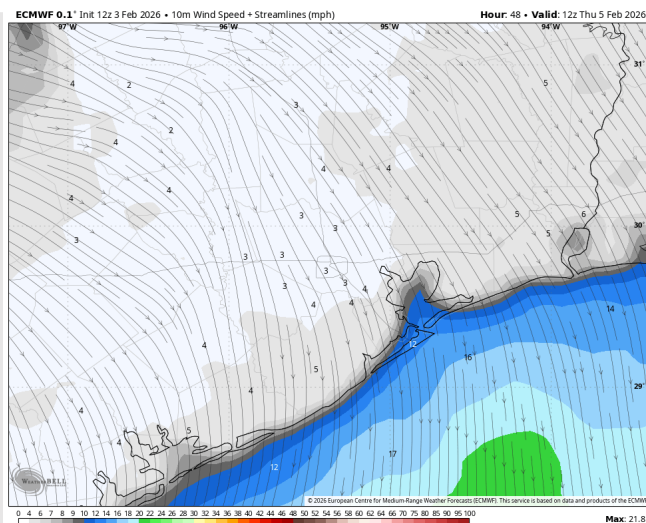 ECMWF 0.1° Init 12z 3 Feb 2026 • 10m Wind Speed + Streamlines (mph)
Hour: 48 • Valid: 12z Thu 5 Feb 2026
97°W 96°W 95°W 94°W
31°
4 2 5
3
2
4
4 4
4
4 3 5 6
30°
3 5
3 3
3
3 3 4
4 4
14
12
4 16
5
29°
4
4
5
4
17
12
WeatherBELL
© 2026 European Centre for Medium-Range Weather Forecasts (ECMWF). This service is based on data and products of the ECMWF
0 4 6 7 8 9 10 12 14 16 18 20 22 24 26 28 30 32 34 36 38 40 42 44 46 48 50 52 54 56 58 60 62 64 66 68 70 75 80 85 90 95 100
Max: 21.8